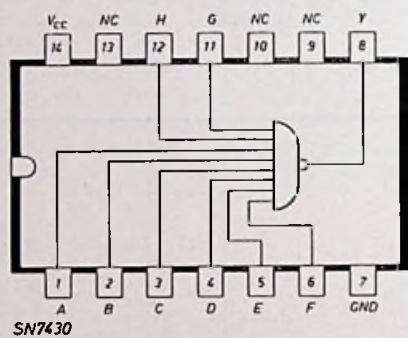 VCC NC H G NC NC Y
14 13 12 11 10 9 8
1 2 3 4 5 6 7
A B C D E F GND
SN7430